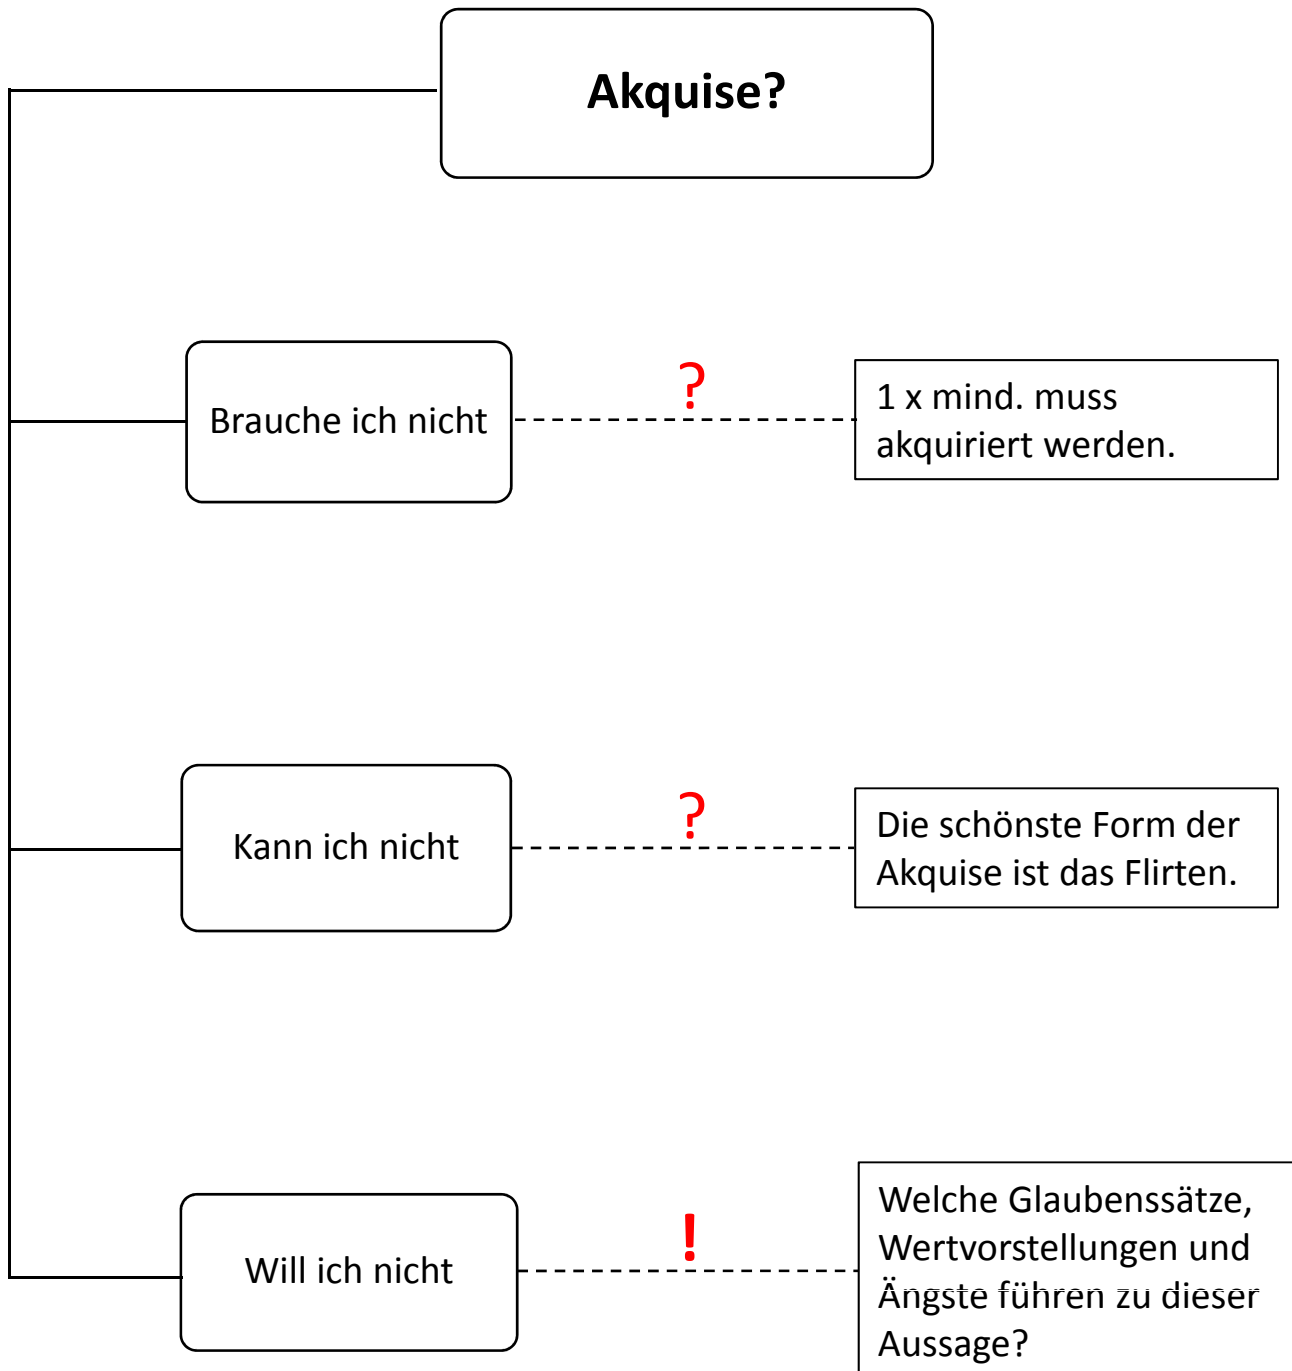 Akquise?
Brauche ich nicht
?
1 x mind. muss
akquiriert werden.
Kann ich nicht
?
Die schönste Form der
Akquise ist das Flirten.
Will ich nicht
!
Welche Glaubenssätze,
Wertvorstellungen und
Ängste führen zu dieser
Aussage?